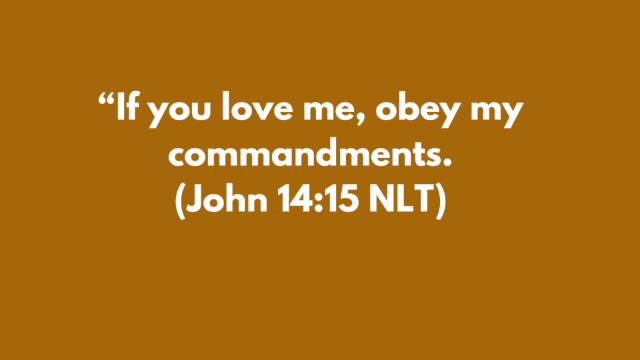 “If you love me, obey my
commandments.
(John 14:15 NLT)